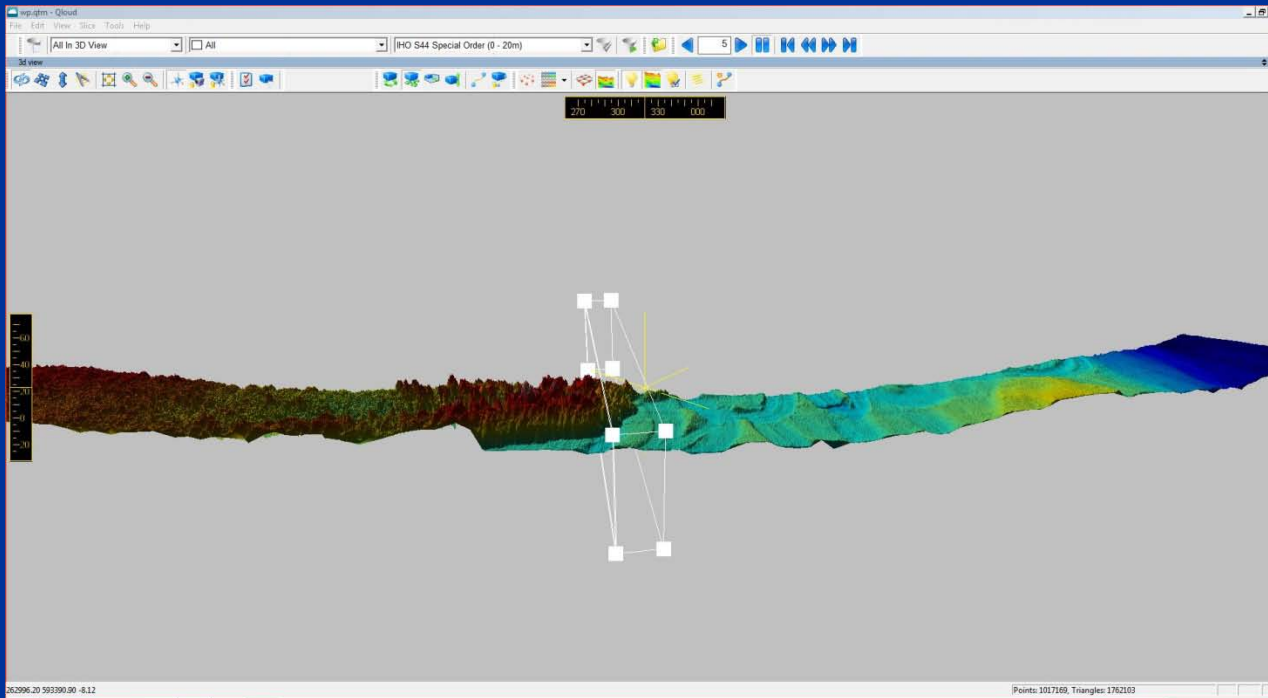 wp.qtm - Qloud
File Edit View Slice Tools Help
All In 3D View All IHO S44 Special Order (0 - 20m) 5
3d view
270 300 330 000
60
40
20
0
20
262996.20 593390.90 -8.12 Points: 1017169, Triangles: 1762103